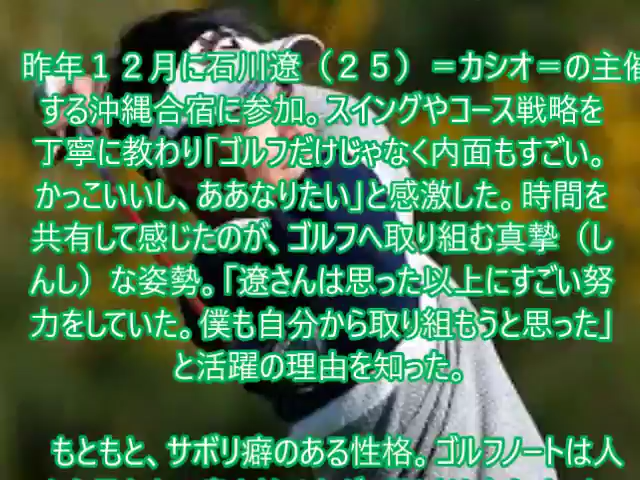 昨年１２月に石川遼（２５）＝カシオ＝の主催
する沖縄合宿に参加。スイングやコース戦略を
丁寧に教わり「ゴルフだけじゃなく内面もすごい。
かっこいいし、ああなりたい」と感激した。時間を
共有して感じたのが、ゴルフへ取り組む真摯（し
んし）な姿勢。「遼さんは思った以上にすごい努
力をしていた。僕も自分から取り組もうと思った」
と活躍の理由を知った。
もともと、サボリ癖のある性格。ゴルフノートは人